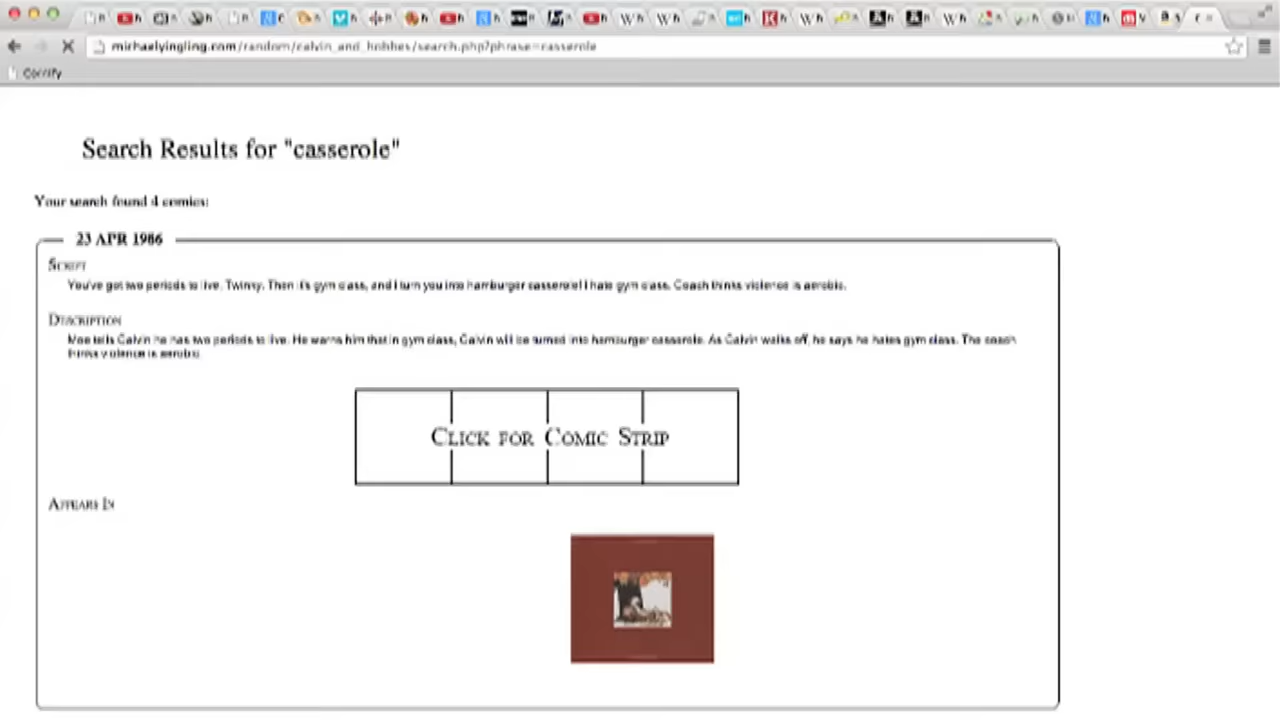 michaelyingling.com/random/calvin_and_hobbes/search.php?phrase=casserole
Search Results for "casserole"
Your search found 4 comics:
23 APR 1986
SCRIPT
You've got two periods to live, Twinky. Then it's gym class, and I turn you into hamburger casserole! I hate gym class. Coach thinks violence is aerobic.
DESCRIPTION
Moe tells Calvin he has two periods to live. He warns him that in gym class, Calvin will be turned into hamburger casserole. As Calvin walks off, he says he hates gym class. The coach
thinks violence is aerobic.
CLICK FOR COMIC STRIP
APPEARS IN